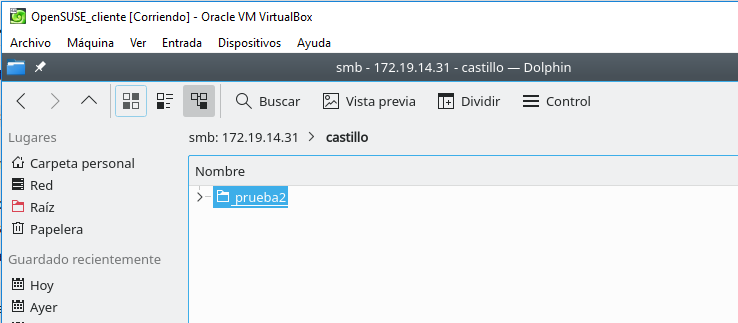 OpenSUSE_cliente [Corriendo] - Oracle VM VirtualBox
Archivo Máquina Ver Entrada Dispositivos Ayuda
smb - 172.19.14.31 - castillo — Dolphin
Buscar Vista previa Dividir Control
Lugares
Carpeta personal
Red
Raíz
Papelera
Guardado recientemente
Hoy
Ayer
smb: 172.19.14.31 > castillo
Nombre
prueba2